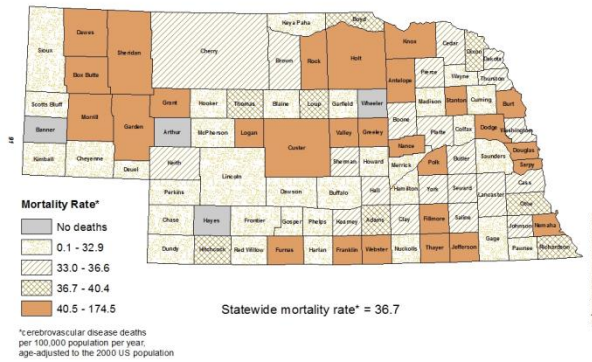 Boyd
Keya Paha
Dawes
Knox
Sheridan
Cherry
Cedar
Sioux
Brown
Rock
Holt
Dixon
Dakota
Box Butte
Antelope
Pierce
Wayne
Thurston
Scotts Bluff
Morrill
Garden
Grant
Hooker
Thomas
Blaine
Loup
Garfield
Wheeler
Madison
Stanton
Cuming
Burt
Banner
Arthur
McPherson
Logan
Custer
Valley
Greeley
Boone
Platte
Colfax
Dodge
Washington
Nance
Douglas
Kimball
Cheyenne
Deuel
Keith
Lincoln
Sherman
Howard
Merrick
Polk
Butler
Saunders
Sarpy
Perkins
Dawson
Buffalo
Hall
Hamilton
York
Seward
Lancaster
Cass
Otoe
Mortality Rate*
Chase
Hayes
Frontier
Gosper
Phelps
Kearney
Adams
Clay
Fillmore
Saline
Nemaha
No deaths
Johnson
Gage
0.1 - 32.9
Dundy
Hitchcock
Red Willow
Furnas
Harlan
Franklin
Webster
Nuckolls
Thayer
Jefferson
Pawnee
Richardson
33.0 - 36.6
36.7 - 40.4
40.5 - 174.5
Statewide mortality rate* = 36.7
*cerebrovascular disease deaths
per 100,000 population per year,
age-adjusted to the 2000 US population